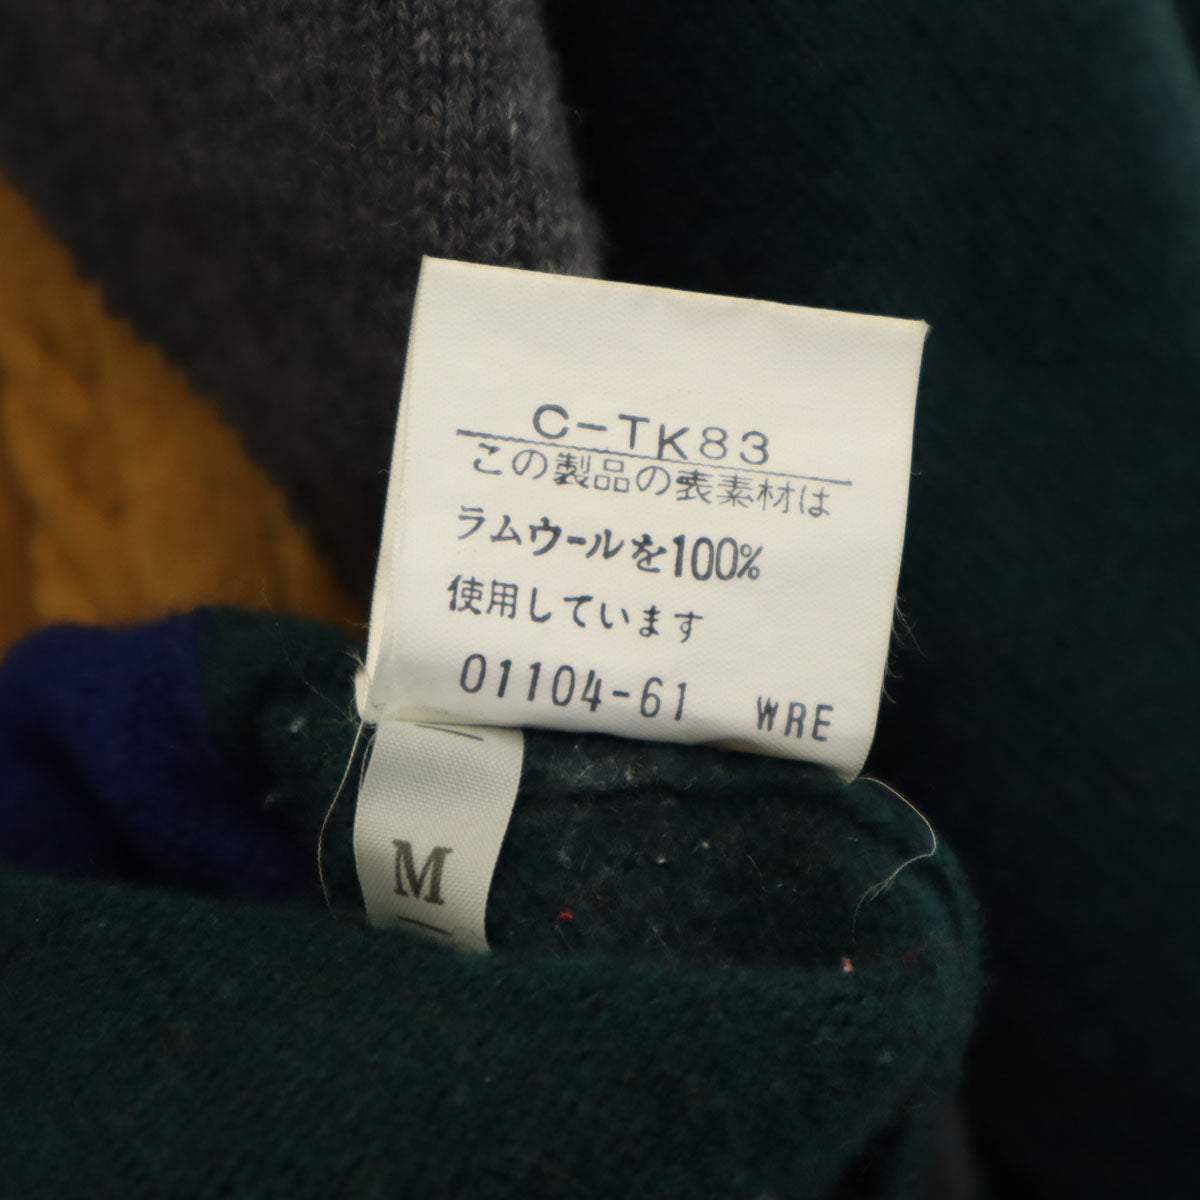 C-TK83
この製品の表素材は
ラムウールを100%
使用しています
01104-61 WRE
M